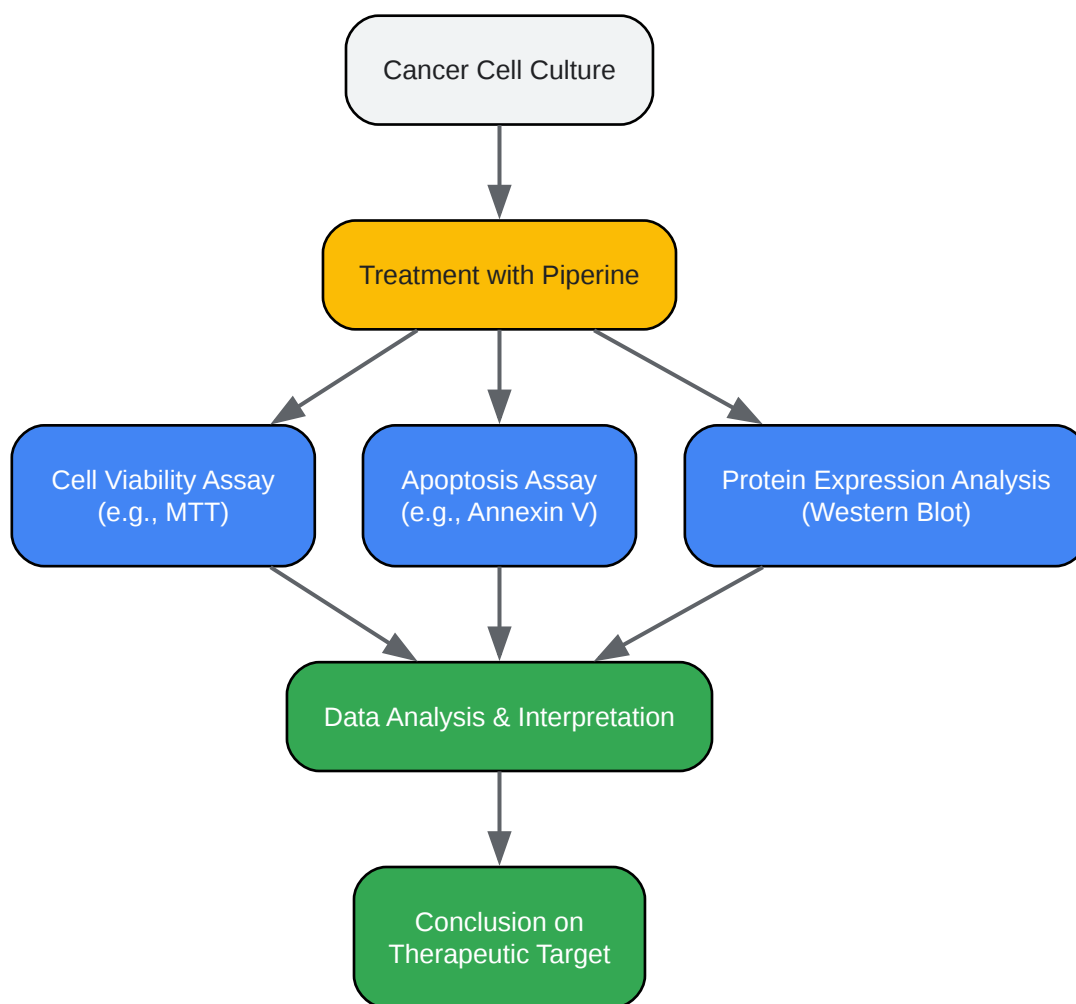 Cancer Cell Culture
Treatment with Piperine
Cell Viability Assay
(e.g., MTT)
Apoptosis Assay
(e.g., Annexin V)
Protein Expression Analysis
(Western Blot)
Data Analysis & Interpretation
Conclusion on
Therapeutic Target